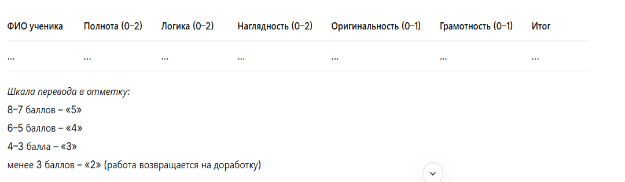 ФИО ученика Полнота (0–2) Логика (0–2) Наглядность (0–2) Оригинальность (0–1) Грамотность (0–1) Итог
... ... ... ... ... ... ...
Шкала перевода в отметку:
8–7 баллов – «5»
6–5 баллов – «4»
4–3 балла – «3»
менее 3 баллов – «2» (работа возвращается на доработку)